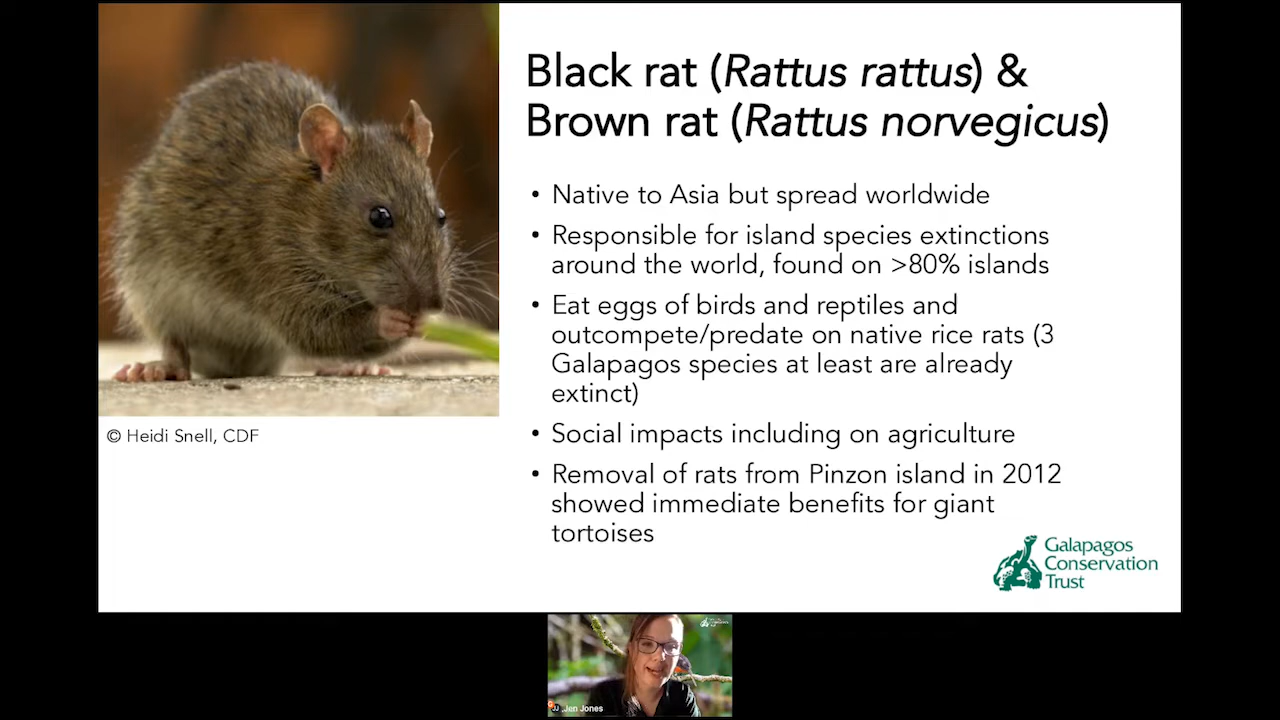 Black rat (Rattus rattus) &
Brown rat (Rattus norvegicus)
• Native to Asia but spread worldwide
• Responsible for island species extinctions
around the world, found on >80% islands
• Eat eggs of birds and reptiles and
outcompete/predate on native rice rats (3
Galapagos species at least are already
extinct)
• Social impacts including on agriculture
• Removal of rats from Pinzon island in 2012
showed immediate benefits for giant
tortoises
© Heidi Snell, CDF
Galapagos
Conservation
Trust
JJ
Jen Jones